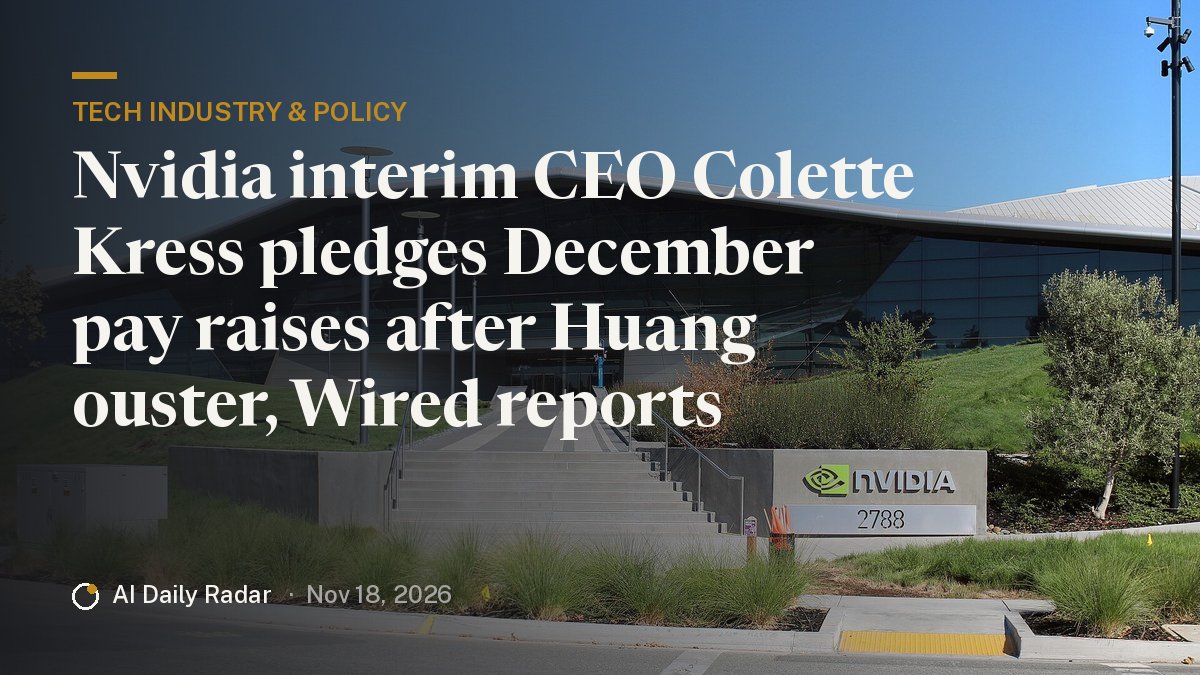 TECH INDUSTRY & POLICY
Nvidia interim CEO Colette
Kress pledges December
pay raises after Huang
ouster, Wired reports
NVIDIA
2788
AI Daily Radar · Nov 18, 2026